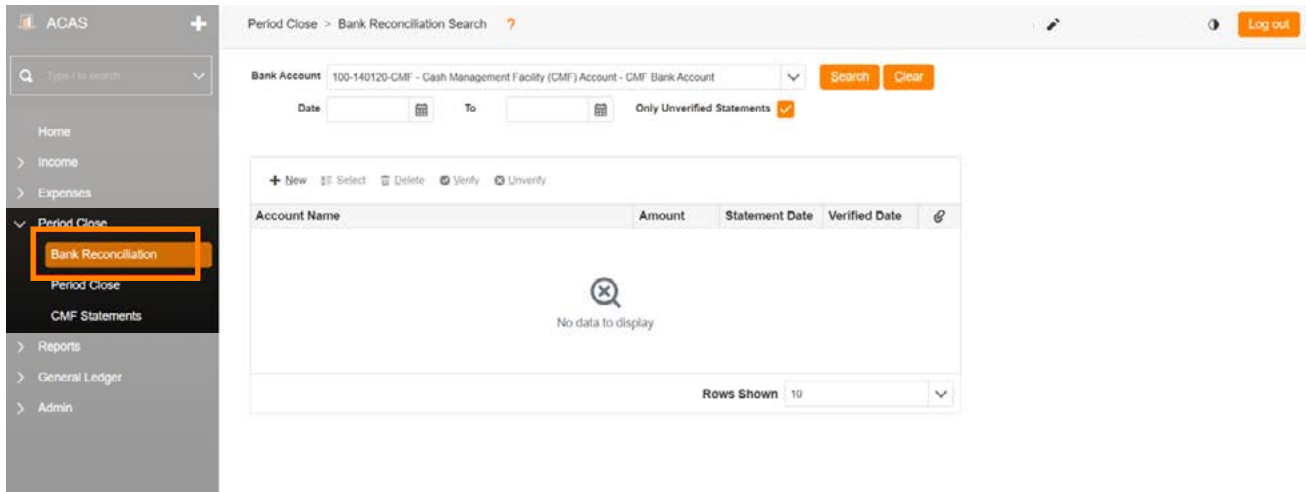 ACAS
Period Close > Bank Reconciliation Search ?
Log out
Type / to search
Bank Account 100-140120-CMF - Cash Management Facility (CMF) Account - CMF Bank Account
Search Clear
Date To Only Unverified Statements
Home
Income
Expenses
Period Close
Bank Reconciliation
Period Close
CMF Statements
Reports
General Ledger
Admin
New Select Delete Verify Unverify
Account Name Amount Statement Date Verified Date
No data to display
Rows Shown 10